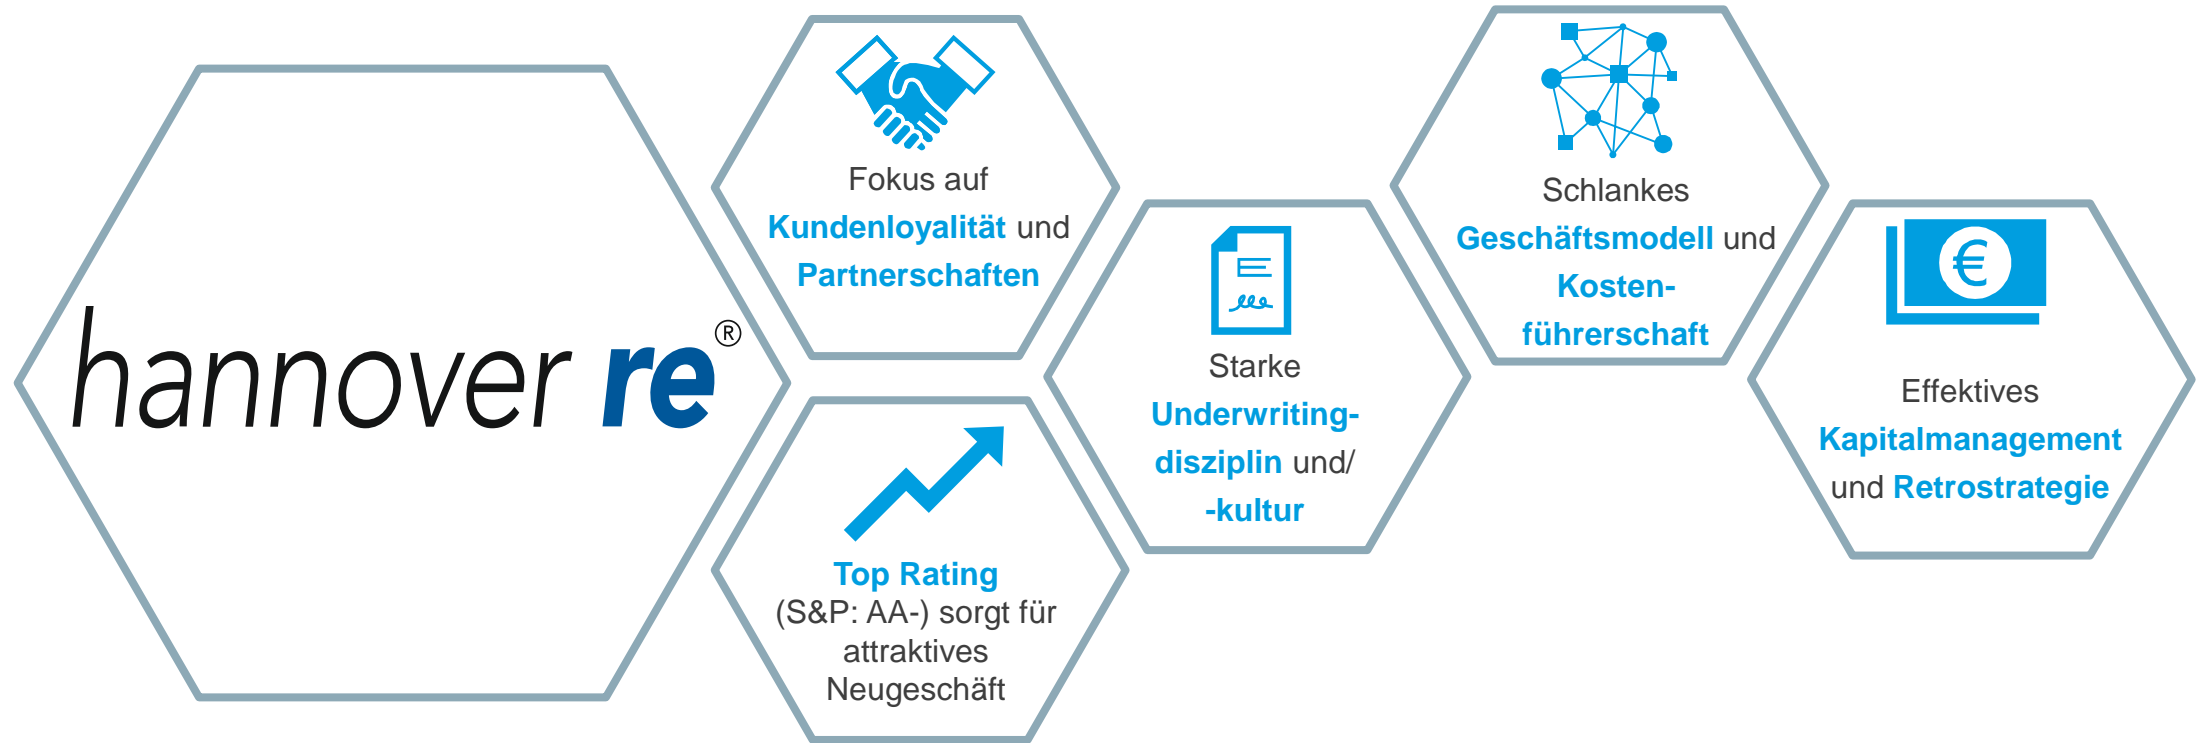 hannover re®
Fokus auf
Kundenloyalität und
Partnerschaften
Top Rating
(S&P: AA-) sorgt für
attraktives
Neugeschäft
Starke
Underwriting-
disziplin und/
-kultur
Schlankes
Geschäftsmodell und
Kosten-
führerschaft
€
Effektives
Kapitalmanagement
und Retrostrategie